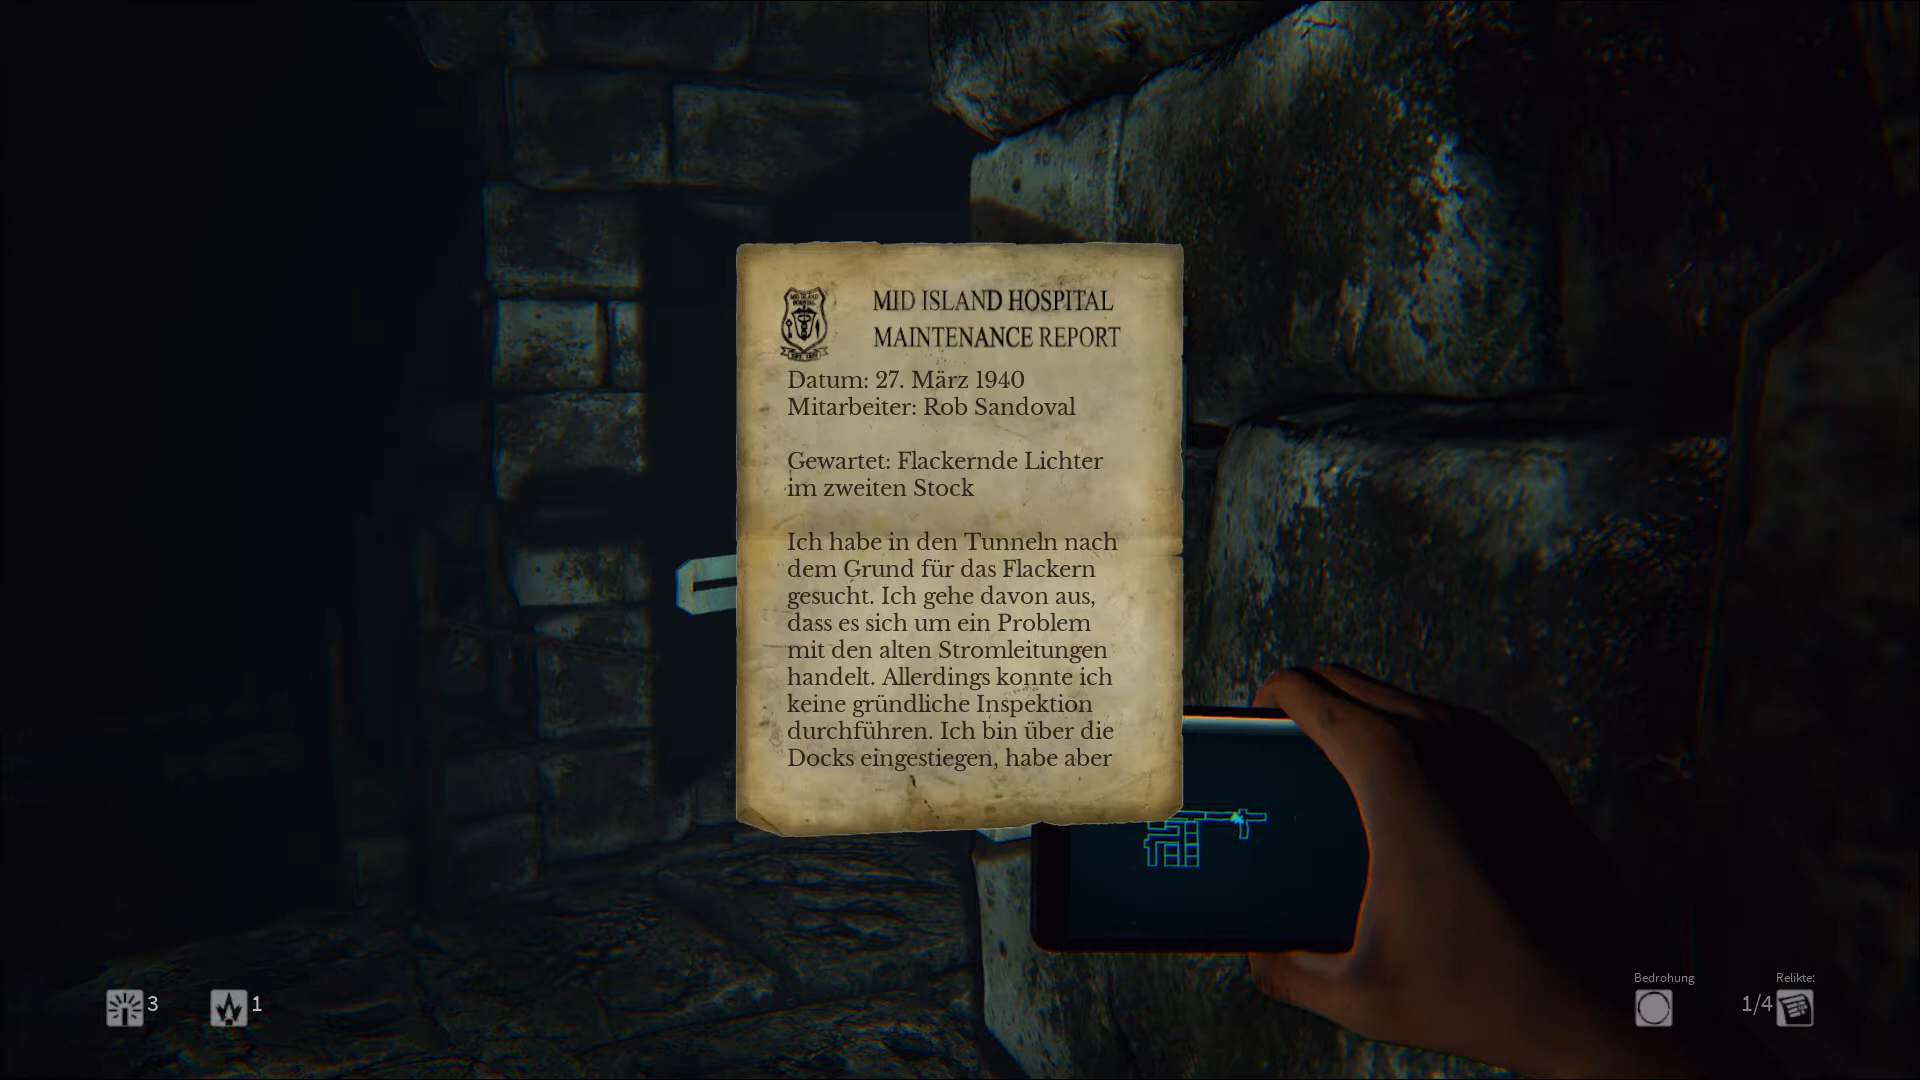 MID ISLAND HOSPITAL
MAINTENANCE REPORT
Datum: 27. März 1940
Mitarbeiter: Rob Sandoval
Gewartet: Flackernde Lichter
im zweiten Stock
Ich habe in den Tunneln nach
dem Grund für das Flackern
gesucht. Ich gehe davon aus,
dass es sich um ein Problem
mit den alten Stromleitungen
handelt. Allerdings konnte ich
keine gründliche Inspektion
durchführen. Ich bin über die
Docks eingestiegen, habe aber
3
1
Bedrohung
Relikte:
1/4